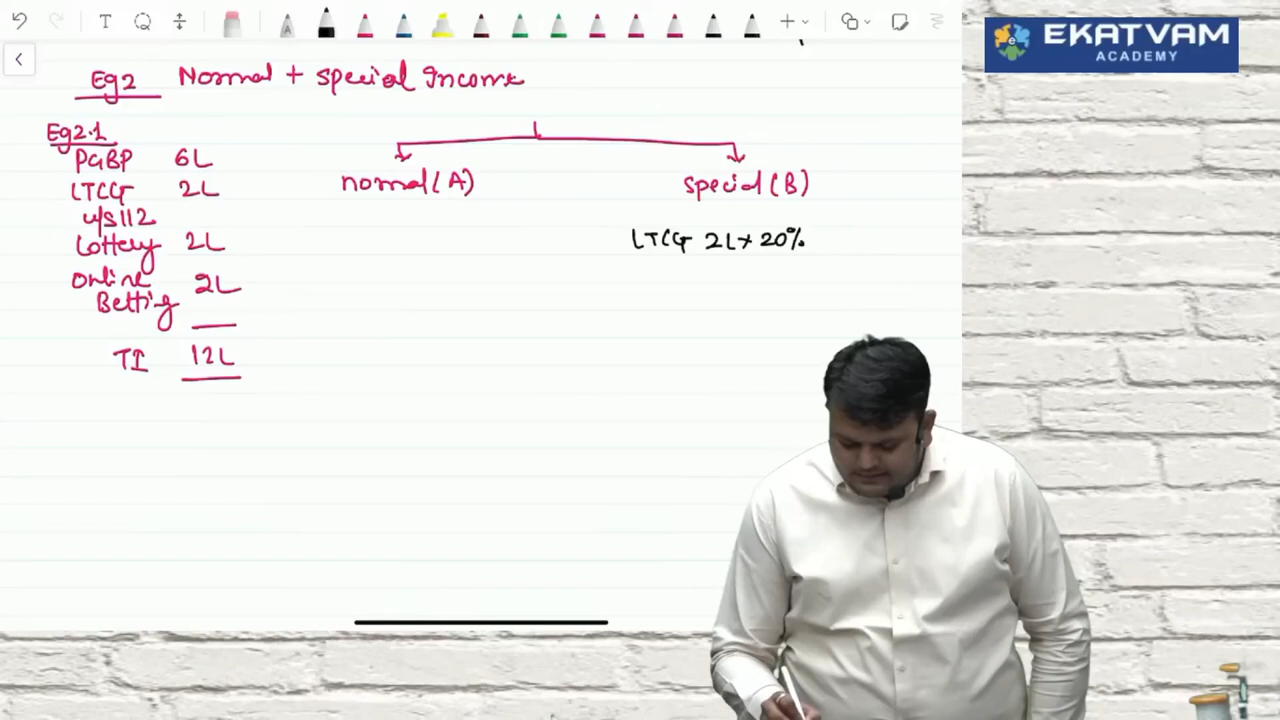 EKATVAM
ACADEMY
Eg2 Normal + special Income
Eg2.1
PGBP 6L
LTCG 2L
u/s 112
Lottery 2L
Online 2L
Betting
TI 12L
normal (A)
special (B)
LTCG 2L x 20%